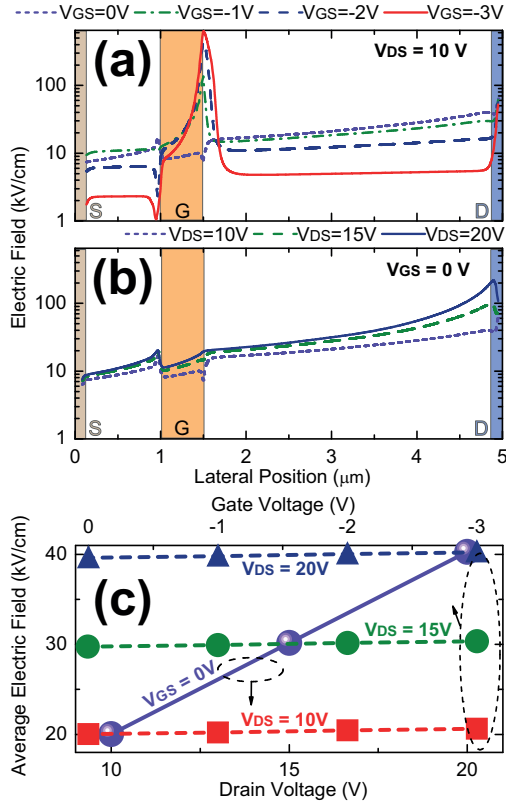 VGS=0V VGS=-1V VGS=-2V VGS=-3V
(a)
VDS = 10 V
100
10
1
S
G
D
Electric Field (kV/cm)
VDS=10V VDS=15V VDS=20V
(b)
VGS = 0 V
100
10
1
S
G
D
0 1 2 3 4 5
Lateral Position (μm)
Gate Voltage (V)
0 -1 -2 -3
Average Electric Field (kV/cm)
40
30
20
(c)
VDS = 20V
VDS = 15V
VGS = 0V
VDS = 10V
10 15 20
Drain Voltage (V)